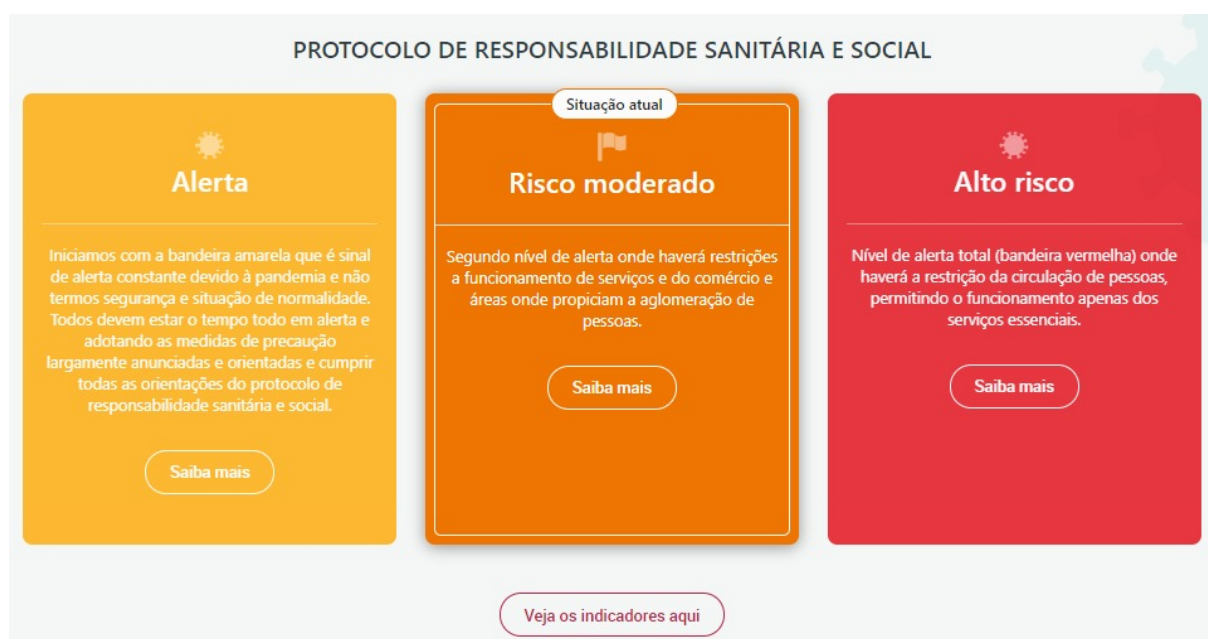 PROTOCOLO DE RESPONSABILIDADE SANITÁRIA E SOCIAL
Alerta
Iniciamos com a bandeira amarela que é sinal
de alerta constante devido à pandemia e não
termos segurança e situação de normalidade.
Todos devem estar o tempo todo em alerta e
adotando as medidas de precaução
largamente anunciadas e orientadas e cumprir
todas as orientações do protocolo de
responsabilidade sanitária e social.
Saiba mais
Situação atual
Risco moderado
Segundo nível de alerta onde haverá restrições
a funcionamento de serviços e do comércio e
áreas onde propiciam a aglomeração de
pessoas.
Saiba mais
Alto risco
Nível de alerta total (bandeira vermelha) onde
haverá a restrição da circulação de pessoas,
permitindo o funcionamento apenas dos
serviços essenciais.
Saiba mais
Veja os indicadores aqui